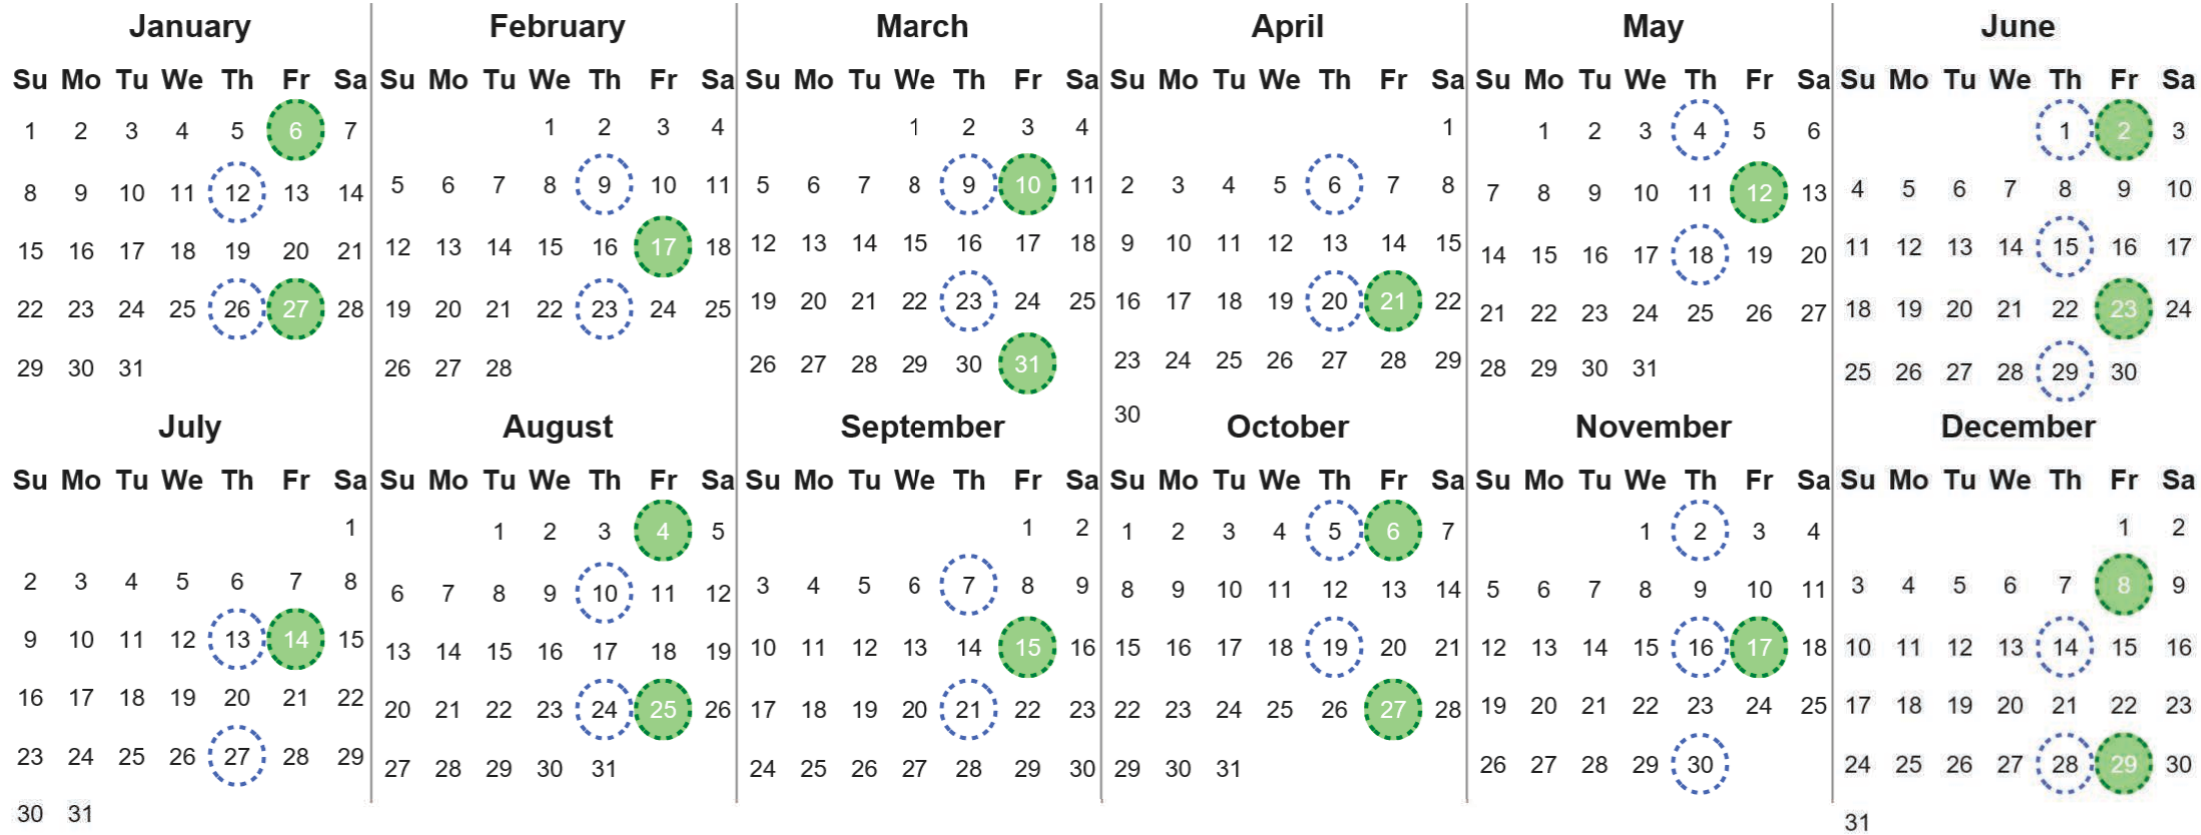 January February March April May June
Su Mo Tu We Th Fr Sa Su Mo Tu We Th Fr Sa Su Mo Tu We Th Fr Sa Su Mo Tu We Th Fr Sa Su Mo Tu We Th Fr Sa Su Mo Tu We Th Fr Sa
1 2 3 4 5 6 7 1 2 3 4 1 2 3 4 1 1 2 3 4 5 6 1 2 3
8 9 10 11 12 13 14 5 6 7 8 9 10 11 5 6 7 8 9 10 11 2 3 4 5 6 7 8 7 8 9 10 11 12 13 4 5 6 7 8 9 10
15 16 17 18 19 20 21 12 13 14 15 16 17 18 12 13 14 15 16 17 18 9 10 11 12 13 14 15 14 15 16 17 18 19 20 11 12 13 14 15 16 17
22 23 24 25 26 27 28 19 20 21 22 23 24 25 19 20 21 22 23 24 25 16 17 18 19 20 21 22 21 22 23 24 25 26 27 18 19 20 21 22 23 24
29 30 31 26 27 28 26 27 28 29 30 31 23 24 25 26 27 28 29 28 29 30 31 25 26 27 28 29 30
30
July August September October November December
Su Mo Tu We Th Fr Sa Su Mo Tu We Th Fr Sa Su Mo Tu We Th Fr Sa Su Mo Tu We Th Fr Sa Su Mo Tu We Th Fr Sa Su Mo Tu We Th Fr Sa
1 1 2 3 4 5 1 2 1 2 3 4 5 6 7 1 2 3 4 1 2
2 3 4 5 6 7 8 6 7 8 9 10 11 12 3 4 5 6 7 8 9 8 9 10 11 12 13 14 5 6 7 8 9 10 11 3 4 5 6 7 8 9
9 10 11 12 13 14 15 13 14 15 16 17 18 19 10 11 12 13 14 15 16 15 16 17 18 19 20 21 12 13 14 15 16 17 18 10 11 12 13 14 15 16
16 17 18 19 20 21 22 20 21 22 23 24 25 26 17 18 19 20 21 22 23 22 23 24 25 26 27 28 19 20 21 22 23 24 25 17 18 19 20 21 22 23
23 24 25 26 27 28 29 27 28 29 30 31 24 25 26 27 28 29 30 29 30 31 26 27 28 29 30 24 25 26 27 28 29 30
30 31 31